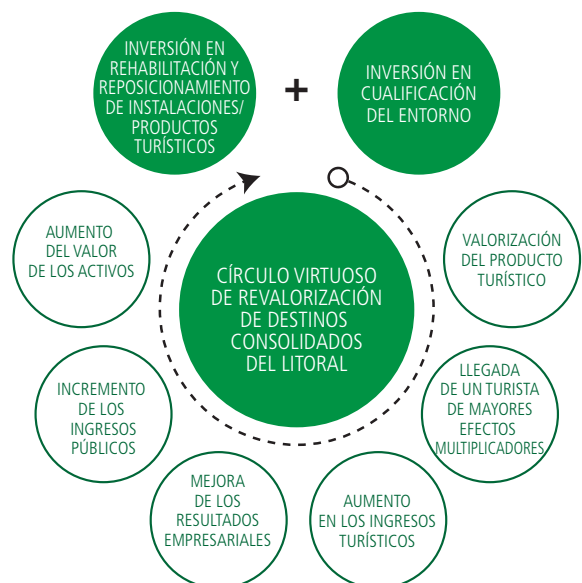 INVERSIÓN EN
REHABILITACIÓN Y
REPOSICIONAMIENTO
DE INSTALACIONES/
PRODUCTOS
TURÍSTICOS
+
INVERSIÓN EN
CUALIFICACIÓN
DEL ENTORNO
CÍRCULO VIRTUOSO
DE REVALORIZACIÓN
DE DESTINOS
CONSOLIDADOS
DEL LITORAL
VALORIZACIÓN
DEL PRODUCTO
TURÍSTICO
LLEGADA
DE UN TURISTA
DE MAYORES
EFECTOS
MULTIPLICADORES
AUMENTO
EN LOS INGRESOS
TURÍSTICOS
MEJORA
DE LOS
RESULTADOS
EMPRESARIALES
INCREMENTO
DE LOS
INGRESOS
PÚBLICOS
AUMENTO
DEL VALOR
DE LOS ACTIVOS